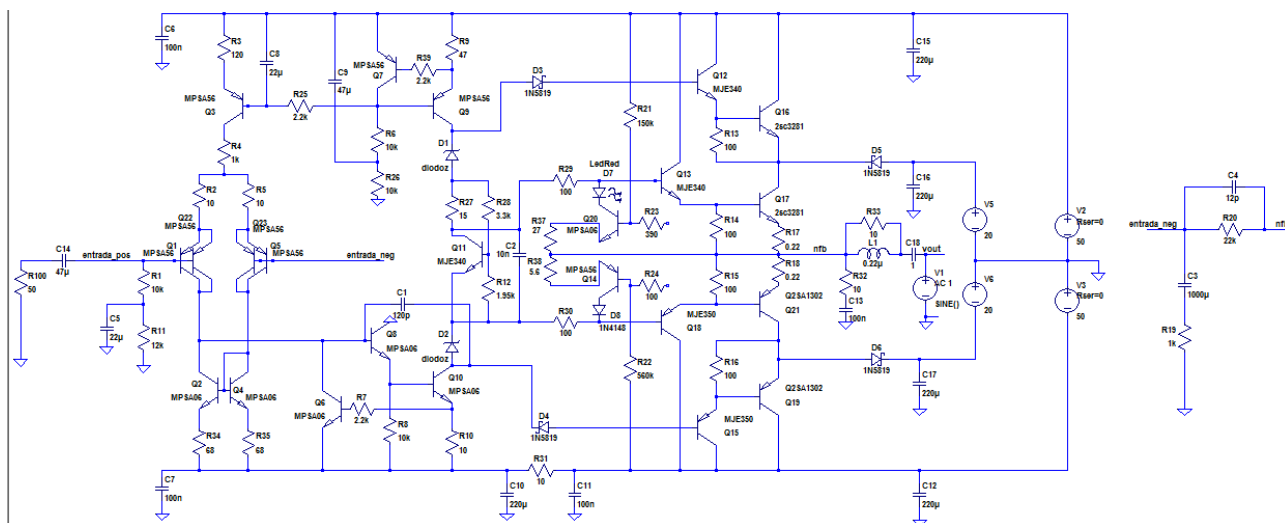 C6
100n
R3
120
C8
22µ
C9
47µ
MPSA56
Q7
R39
2.2k
R9
47
MPSA56
Q3
R25
2.2k
MPSA56
Q9
D3
1N5819
Q12
MJE340
C15
220µ
R4
1k
R6
10k
R26
10k
D1
diodoz
R21
150k
R13
100
Q16
2sc3281
R2
10
R5
10
Q22
MPSA56
Q23
MPSA56
Q1
MPSA56
Q5
MPSA56
R27
15
R28
3.3k
R29
100
LedRed
D7
Q13
MJE340
D5
1N5819
C16
220µ
C14
47µ
entrada_pos
entrada_neg
R100
50
R1
10k
C5
22µ
R11
12k
Q11
MJE340
C2
10n
R37
27
Q20
MPSA06
R23
390
R14
100
Q17
2sc3281
R17
0.22
R33
10
L1
0.22µ
nfb
C18
1
vout
V5
20
V2
Rser=0
50
R38
5.6
MPSA56
Q14
R24
100
R15
100
R18
0.22
R32
10
C13
100n
V1
AC 1
SINE()
V6
20
V3
Rser=0
50
R12
1.95k
C1
120p
Q8
MPSA06
R30
100
D8
1N4148
MJE350
Q18
Q2SA1302
Q21
D2
diodoz
Q2
MPSA06
Q4
MPSA06
Q6
MPSA06
R7
2.2k
Q10
MPSA06
R22
560k
R16
100
D6
1N5819
Q2SA1302
Q19
C17
220µ
R34
68
R35
68
R8
10k
R10
10
D4
1N5819
MJE350
Q15
C7
100n
C10
220µ
R31
10
C11
100n
C12
220µ
C4
12p
entrada_neg
R20
22k
nfb
C3
1000µ
R19
1k